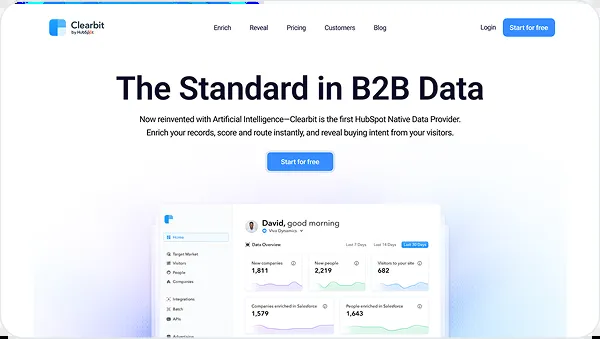 Clearbit
by HubSpot
Enrich
Reveal
Pricing
Customers
Blog
Login
Start for free
The Standard in B2B Data
Now reinvented with Artificial Intelligence—Clearbit is the first HubSpot Native Data Provider.
Enrich your records, score and route instantly, and reveal buying intent from your visitors.
Start for free
Home
Target Market
Visitors
People
Companies
Integrations
Batch
APIs
Advertising
David, good morning
Viva Dynamics
Data Overview
Last 7 Days
Last 14 Days
Last 30 Days
New companies
1,811
New people
2,219
Visitors to your site
682
Companies enriched in Salesforce
1,579
People enriched in Salesforce
1,643